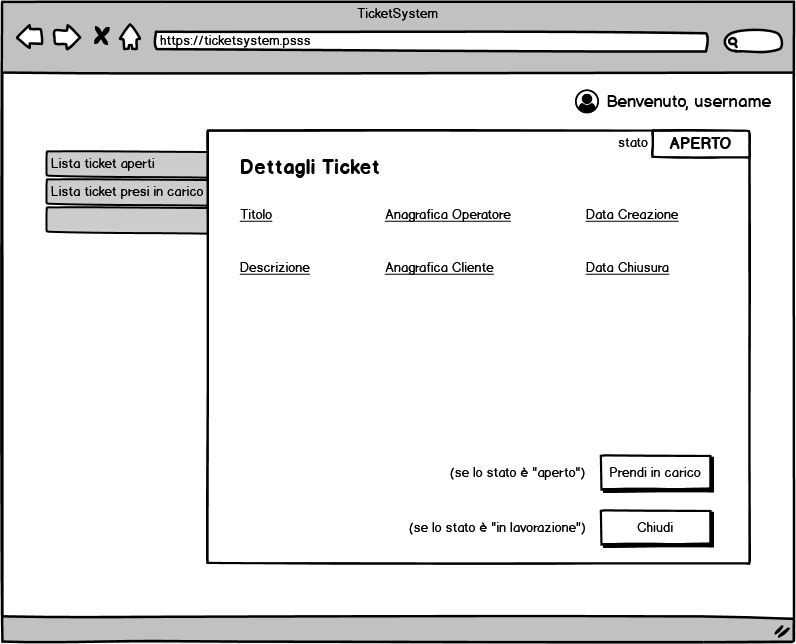 TicketSystem
https://ticketsystem.psss
Benvenuto, username
Lista ticket aperti
Lista ticket presi in carico
stato
APERTO
Dettagli Ticket
Titolo
Anagrafica Operatore
Data Creazione
Descrizione
Anagrafica Cliente
Data Chiusura
(se lo stato è "aperto")
Prendi in carico
(se lo stato è "in lavorazione")
Chiudi